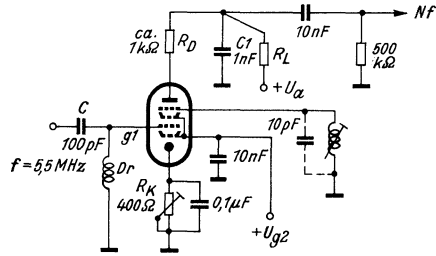 ca.
1kΩ
R_D
C1
1nF
R_L
+U_a
10nF
Nf
500
kΩ
C
100pF
g1
f = 5,5 MHz
Dr
10pF
10nF
R_K
400Ω
0,1µF
+U_g2